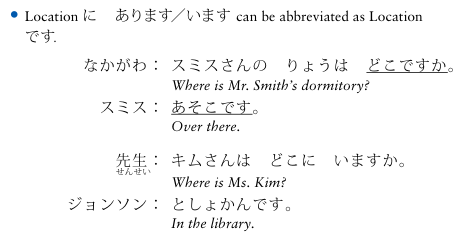 • Location に　あります／います can be abbreviated as Location
です.
なかがわ： スミスさんの　りょうは　どこですか。
Where is Mr. Smith's dormitory?
スミス： あそこです。
Over there.
先生： キムさんは　どこに　いますか。
せんせい
Where is Ms. Kim?
ジョンソン： としょかんです。
In the library.